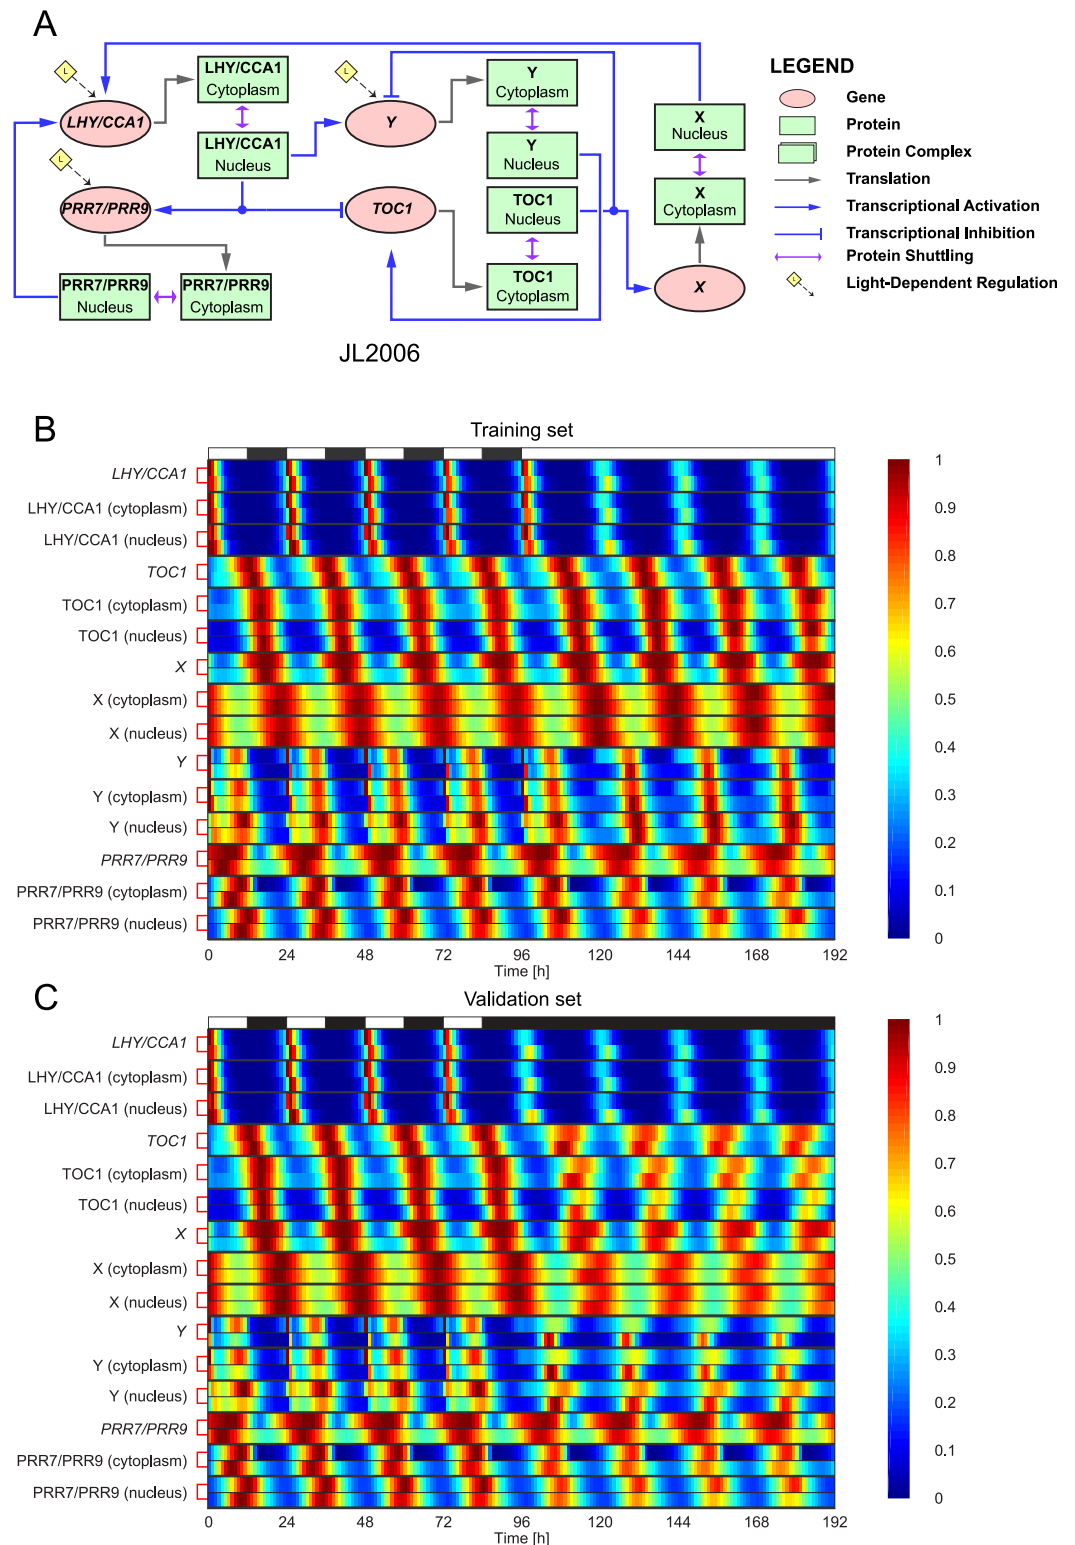 A
L
L
L
LHY/CCA1
LHY/CCA1
Cytoplasm
LHY/CCA1
Nucleus
PRR7/PRR9
PRR7/PRR9
Nucleus
PRR7/PRR9
Cytoplasm
Y
TOC1
Y
Cytoplasm
Y
Nucleus
TOC1
Nucleus
TOC1
Cytoplasm
X
Nucleus
X
Cytoplasm
X
JL2006
LEGEND
Gene
Protein
Protein Complex
Translation
Transcriptional Activation
Transcriptional Inhibition
Protein Shuttling
L
Light-Dependent Regulation
B
Training set
LHY/CCA1
LHY/CCA1 (cytoplasm)
LHY/CCA1 (nucleus)
TOC1
TOC1 (cytoplasm)
TOC1 (nucleus)
X
X (cytoplasm)
X (nucleus)
Y
Y (cytoplasm)
Y (nucleus)
PRR7/PRR9
PRR7/PRR9 (cytoplasm)
PRR7/PRR9 (nucleus)
0 24 48 72 96 120 144 168 192
Time [h]
1
0.9
0.8
0.7
0.6
0.5
0.4
0.3
0.2
0.1
0
C
Validation set
LHY/CCA1
LHY/CCA1 (cytoplasm)
LHY/CCA1 (nucleus)
TOC1
TOC1 (cytoplasm)
TOC1 (nucleus)
X
X (cytoplasm)
X (nucleus)
Y
Y (cytoplasm)
Y (nucleus)
PRR7/PRR9
PRR7/PRR9 (cytoplasm)
PRR7/PRR9 (nucleus)
0 24 48 72 96 120 144 168 192
Time [h]
1
0.9
0.8
0.7
0.6
0.5
0.4
0.3
0.2
0.1
0